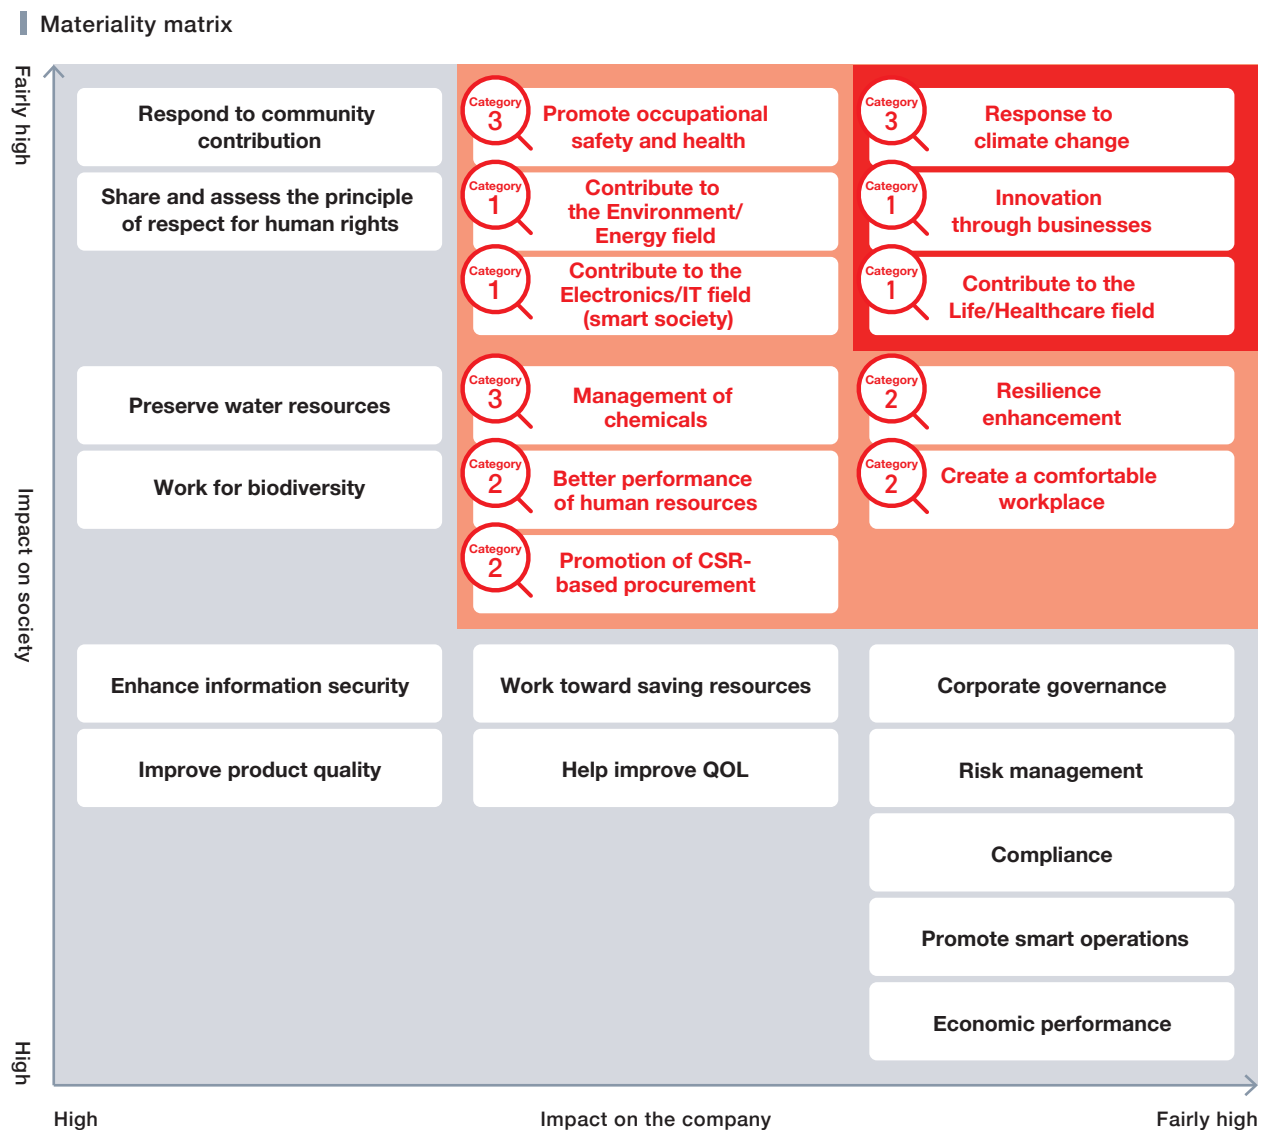 Materiality matrix
Fairly high
Impact on society
High
Respond to community
contribution
Share and assess the principle
of respect for human rights
Category
3
Promote occupational
safety and health
Category
1
Contribute to
the Environment/
Energy field
Category
1
Contribute to the
Electronics/IT field
(smart society)
Category
3
Response to
climate change
Category
1
Innovation
through businesses
Category
1
Contribute to the
Life/Healthcare field
Preserve water resources
Work for biodiversity
Category
3
Management of
chemicals
Category
2
Better performance
of human resources
Category
2
Promotion of CSR-
based procurement
Category
2
Resilience
enhancement
Category
2
Create a comfortable
workplace
Enhance information security
Improve product quality
Work toward saving resources
Help improve QOL
Corporate governance
Risk management
Compliance
Promote smart operations
Economic performance
High
Impact on the company
Fairly high